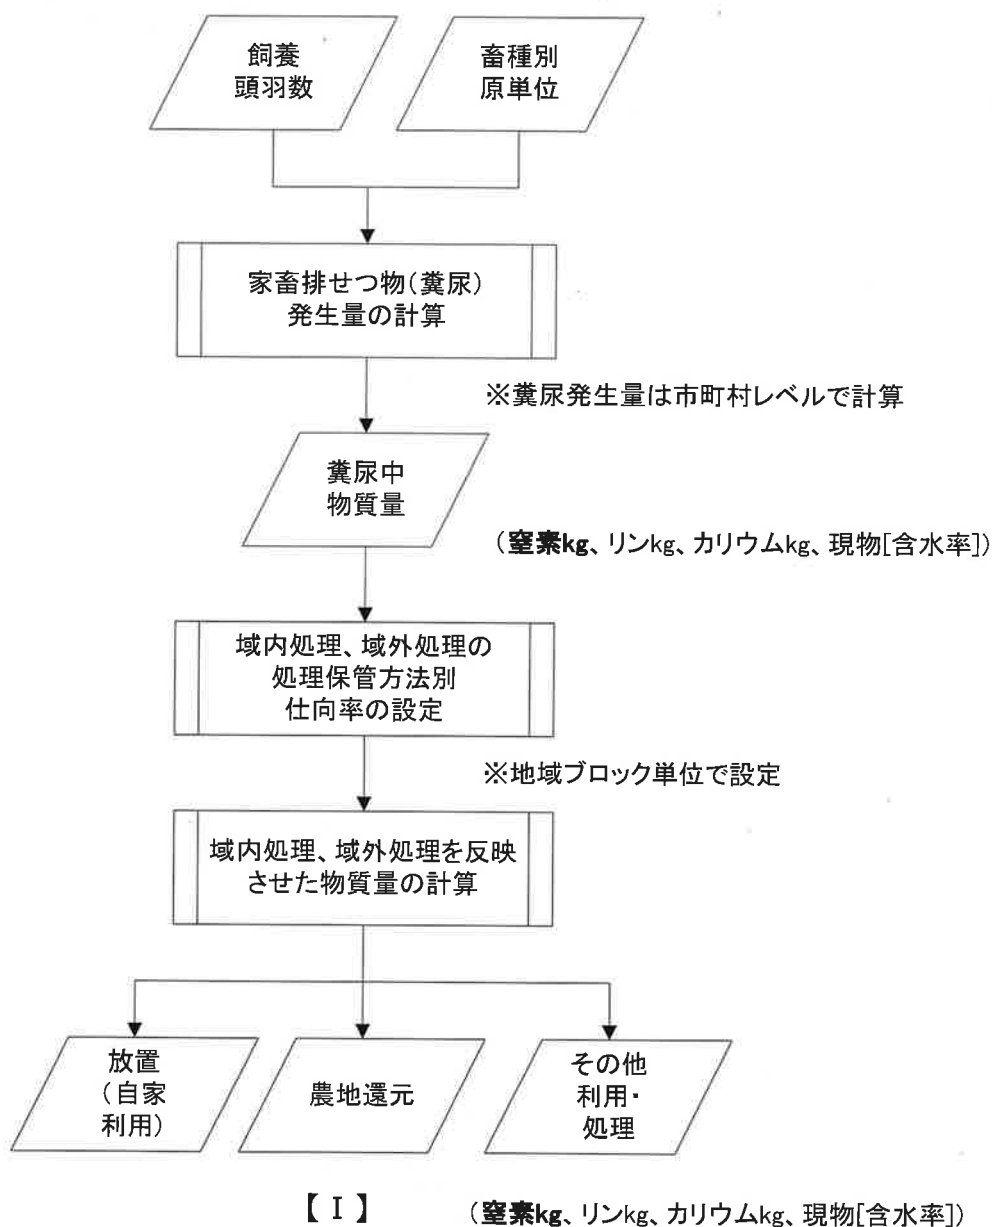 飼養
頭羽数
畜種別
原単位
家畜排せつ物(糞尿)
発生量の計算
※糞尿発生量は市町村レベルで計算
糞尿中
物質量
(窒素kg、リンkg、カリウムkg、現物[含水率])
域内処理、域外処理の
処理保管方法別
仕向率の設定
※地域ブロック単位で設定
域内処理、域外処理を反映
させた物質量の計算
放置
(自家
利用)
農地還元
その他
利用・
処理
【Ⅰ】
(窒素kg、リンkg、カリウムkg、現物[含水率])